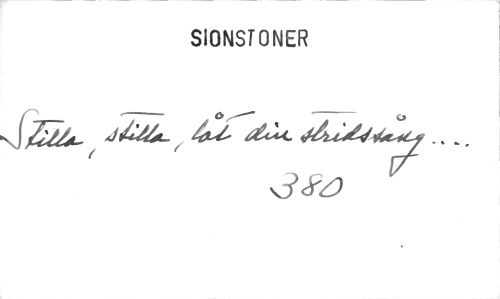 SIONSTONER
Stilla, stilla, låt din stridssång....
380